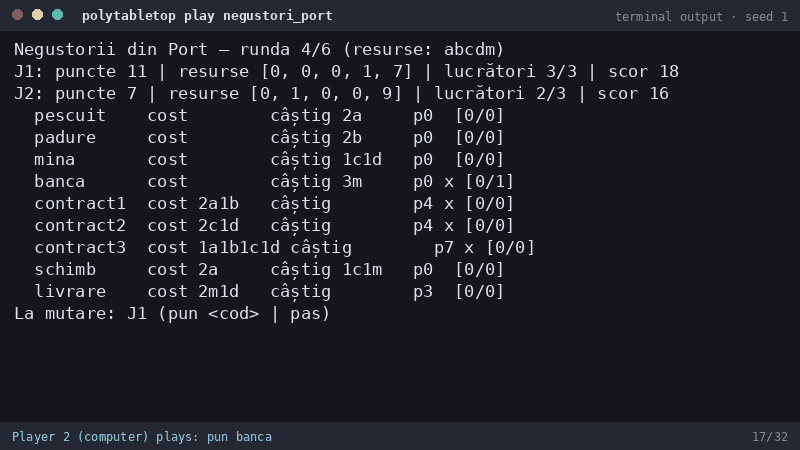 polytabletop play negustori_port
terminal output · seed 1
Negustorii din Port — runda 4/6 (resurse: abcdm)
J1: puncte 11 | resurse [0, 0, 0, 1, 7] | lucrători 3/3 | scor 18
J2: puncte 7 | resurse [0, 1, 0, 0, 9] | lucrători 2/3 | scor 16
pescuit cost câștig 2a p0 [0/0]
padure cost câștig 2b p0 [0/0]
mina cost câștig 1c1d p0 [0/0]
banca cost câștig 3m p0 x [0/1]
contract1 cost 2a1b câștig p4 x [0/0]
contract2 cost 2c1d câștig p4 x [0/0]
contract3 cost 1a1b1c1d câștig p7 x [0/0]
schimb cost 2a câștig 1c1m p0 [0/0]
livrare cost 2m1d câștig p3 [0/0]
La mutare: J1 (pun <cod> | pas)
Player 2 (computer) plays: pun banca
17/32